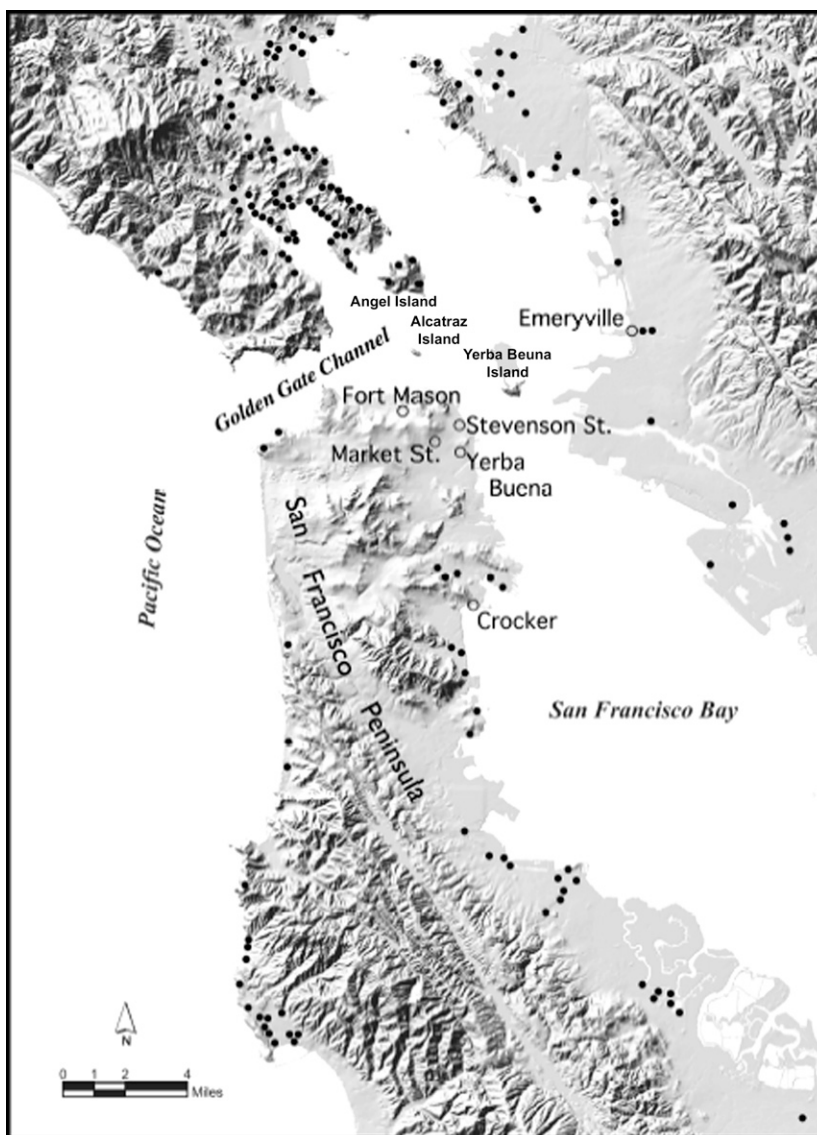 Angel Island
Alcatraz
Island
Emeryville
Yerba Beuna
Island
Golden Gate Channel
Fort Mason
Stevenson St.
Market St.
Yerba
Buena
San
Francisco
Peninsula
Pacific Ocean
Crocker
San Francisco Bay
N
0 1 2 4
Miles